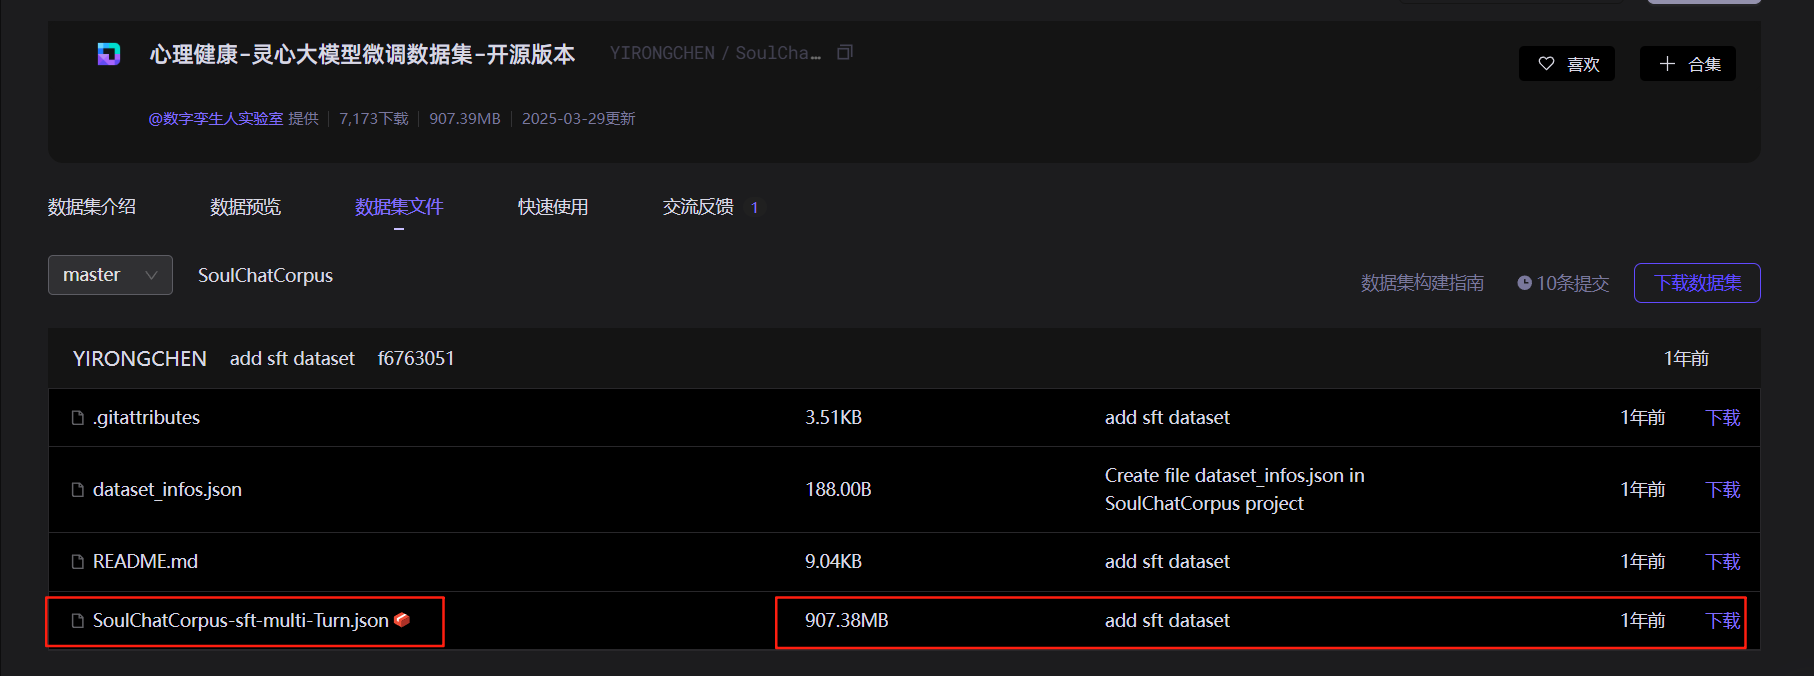 心理健康-灵心大模型微调数据集-开源版本 YIRONGCHEN / SoulCha...
喜欢 合集
@数字孪生人实验室 提供 7,173下载 907.39MB 2025-03-29更新
数据集介绍 数据预览 数据集文件 快速使用 交流反馈 1
master SoulChatCorpus 数据集构建指南 10条提交 下载数据集
YIRONGCHEN add sft dataset f6763051 1年前
.gitattributes 3.51KB add sft dataset 1年前 下载
dataset_infos.json 188.00B Create file dataset_infos.json in
SoulChatCorpus project 1年前 下载
README.md 9.04KB add sft dataset 1年前 下载
SoulChatCorpus-sft-multi-Turn.json 907.38MB add sft dataset 1年前 下载